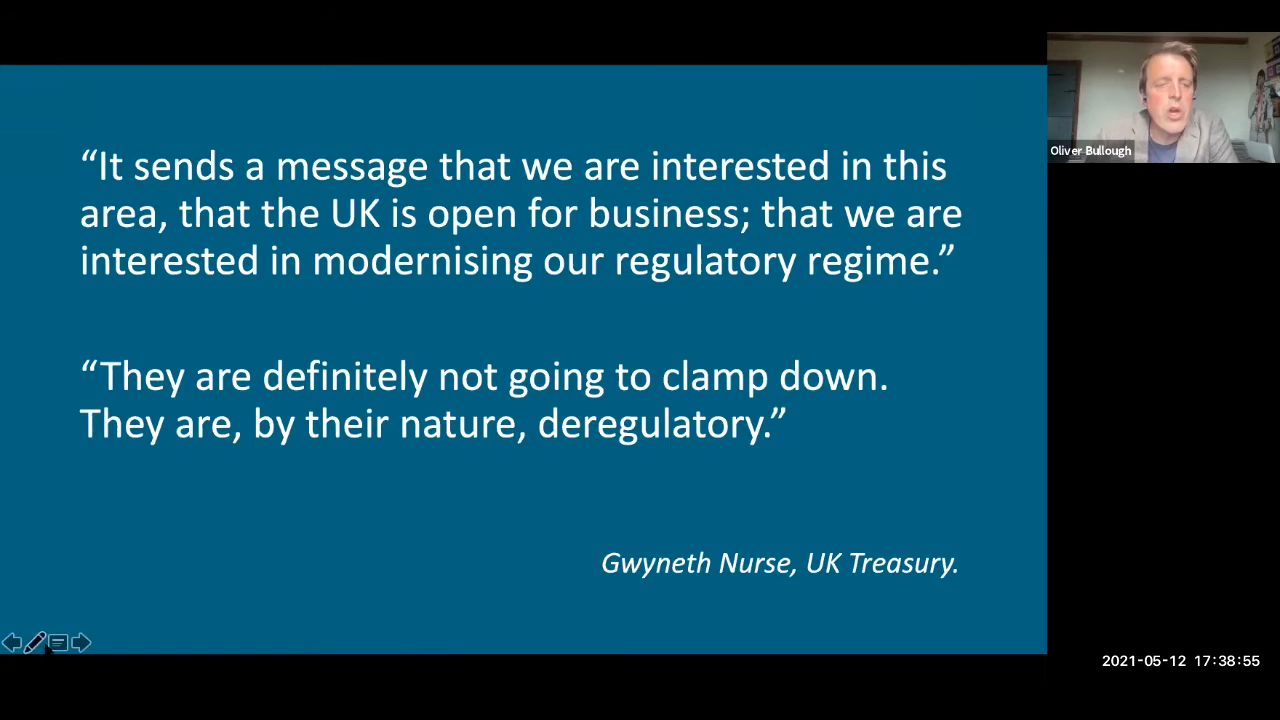 “It sends a message that we are interested in this
area, that the UK is open for business; that we are
interested in modernising our regulatory regime.”
“They are definitely not going to clamp down.
They are, by their nature, deregulatory.”
Gwyneth Nurse, UK Treasury.
Oliver Bullough
2021-05-12 17:38:55